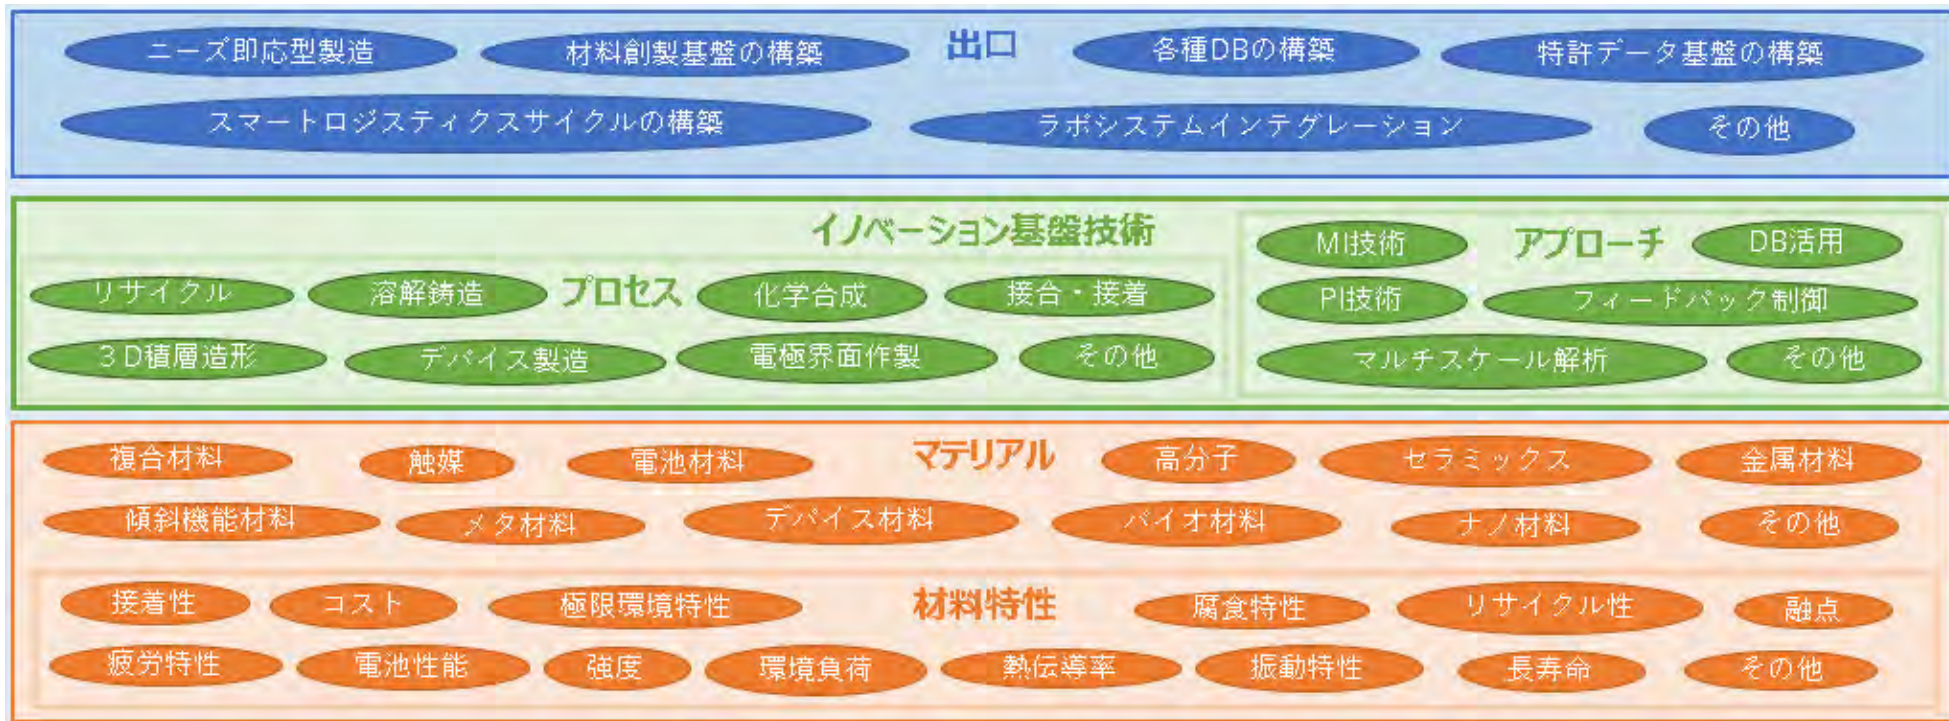 出口
ニーズ即応型製造
材料創製基盤の構築
各種DBの構築
特許データ基盤の構築
スマートロジスティクスサイクルの構築
ラボシステムインテグレーション
その他
イノベーション基盤技術
プロセス
リサイクル
溶解鋳造
化学合成
接合・接着
3D積層造形
デバイス製造
電極界面作製
その他
アプローチ
MI技術
DB活用
PI技術
フィードバック制御
マルチスケール解析
その他
マテリアル
複合材料
触媒
電池材料
高分子
セラミックス
金属材料
傾斜機能材料
メタ材料
デバイス材料
バイオ材料
ナノ材料
その他
材料特性
接着性
コスト
極限環境特性
腐食特性
リサイクル性
融点
疲労特性
電池性能
強度
環境負荷
熱伝導率
振動特性
長寿命
その他